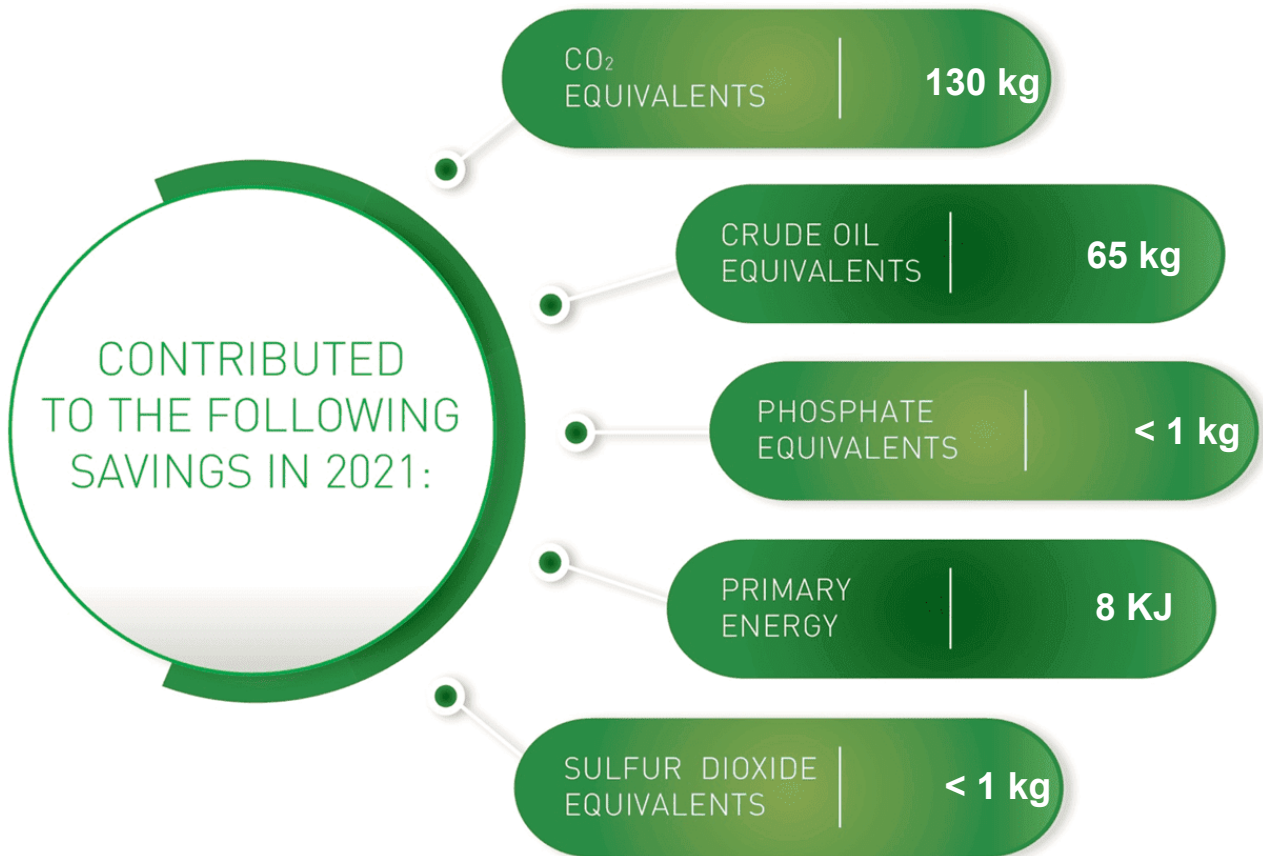 CONTRIBUTED
TO THE FOLLOWING
SAVINGS IN 2021:
CO₂
EQUIVALENTS
130 kg
CRUDE OIL
EQUIVALENTS
65 kg
PHOSPHATE
EQUIVALENTS
< 1 kg
PRIMARY
ENERGY
8 KJ
SULFUR DIOXIDE
EQUIVALENTS
< 1 kg